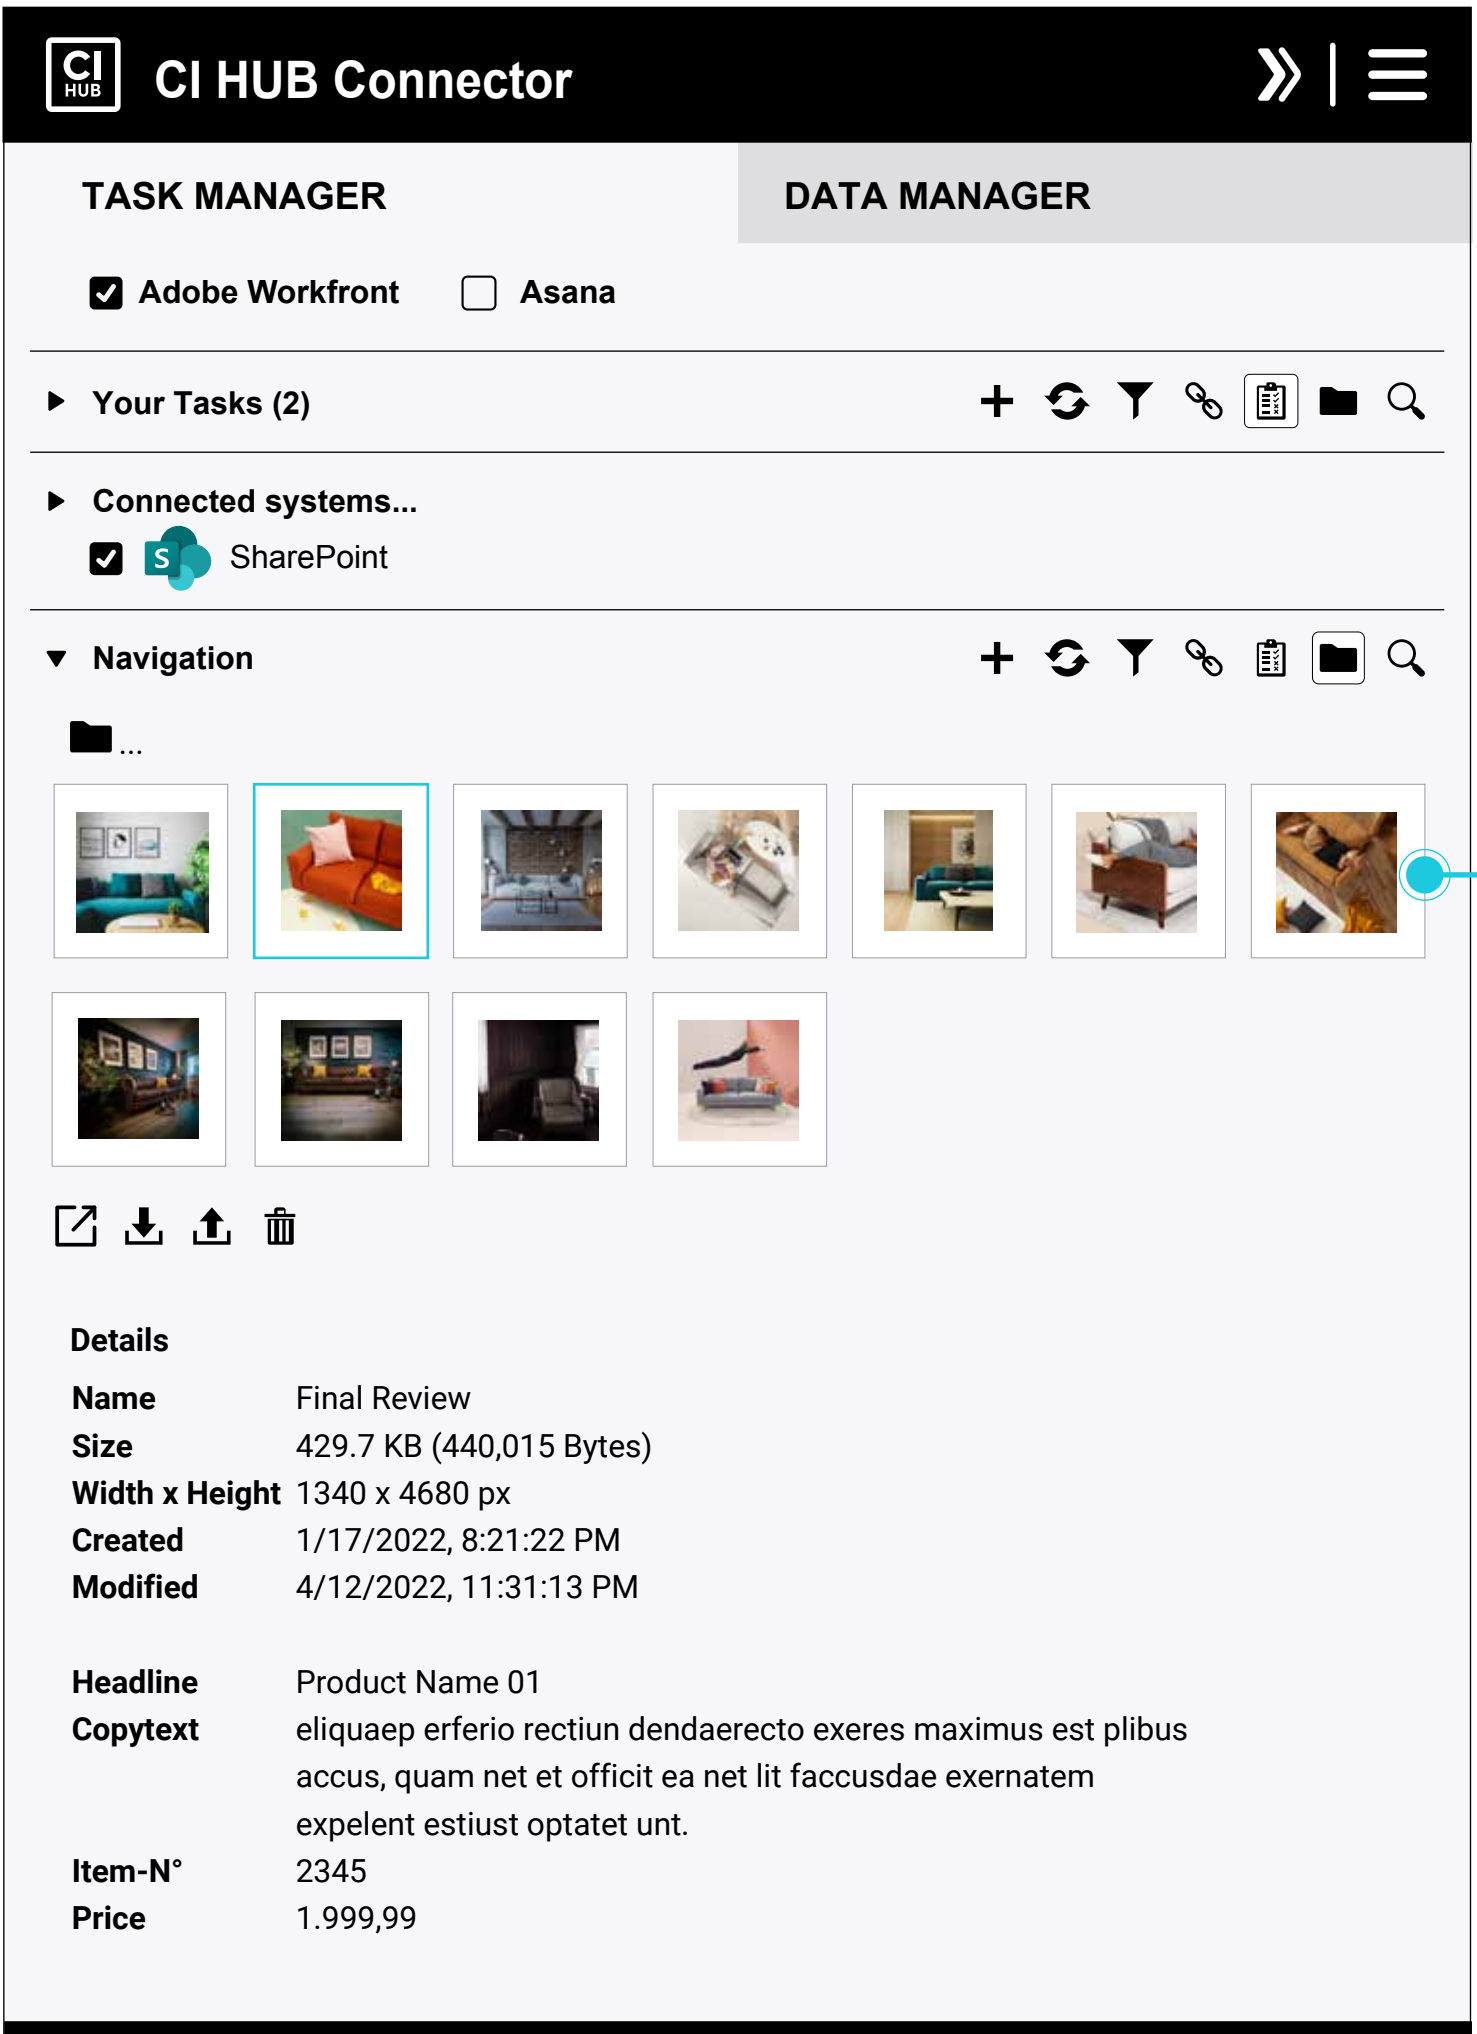 CI
HUB
CI HUB Connector
TASK MANAGER
DATA MANAGER
Adobe Workfront
Asana
Your Tasks (2)
Connected systems...
S
SharePoint
Navigation
...
Details
Name Final Review
Size 429.7 KB (440,015 Bytes)
Width x Height 1340 x 4680 px
Created 1/17/2022, 8:21:22 PM
Modified 4/12/2022, 11:31:13 PM
Headline Product Name 01
Copytext eliquaep erferio rectiun dendaerecto exeres maximus est plibus
accus, quam net et officit ea net lit faccusdae exernatem
expelent estiust optatet unt.
Item-N° 2345
Price 1.999,99